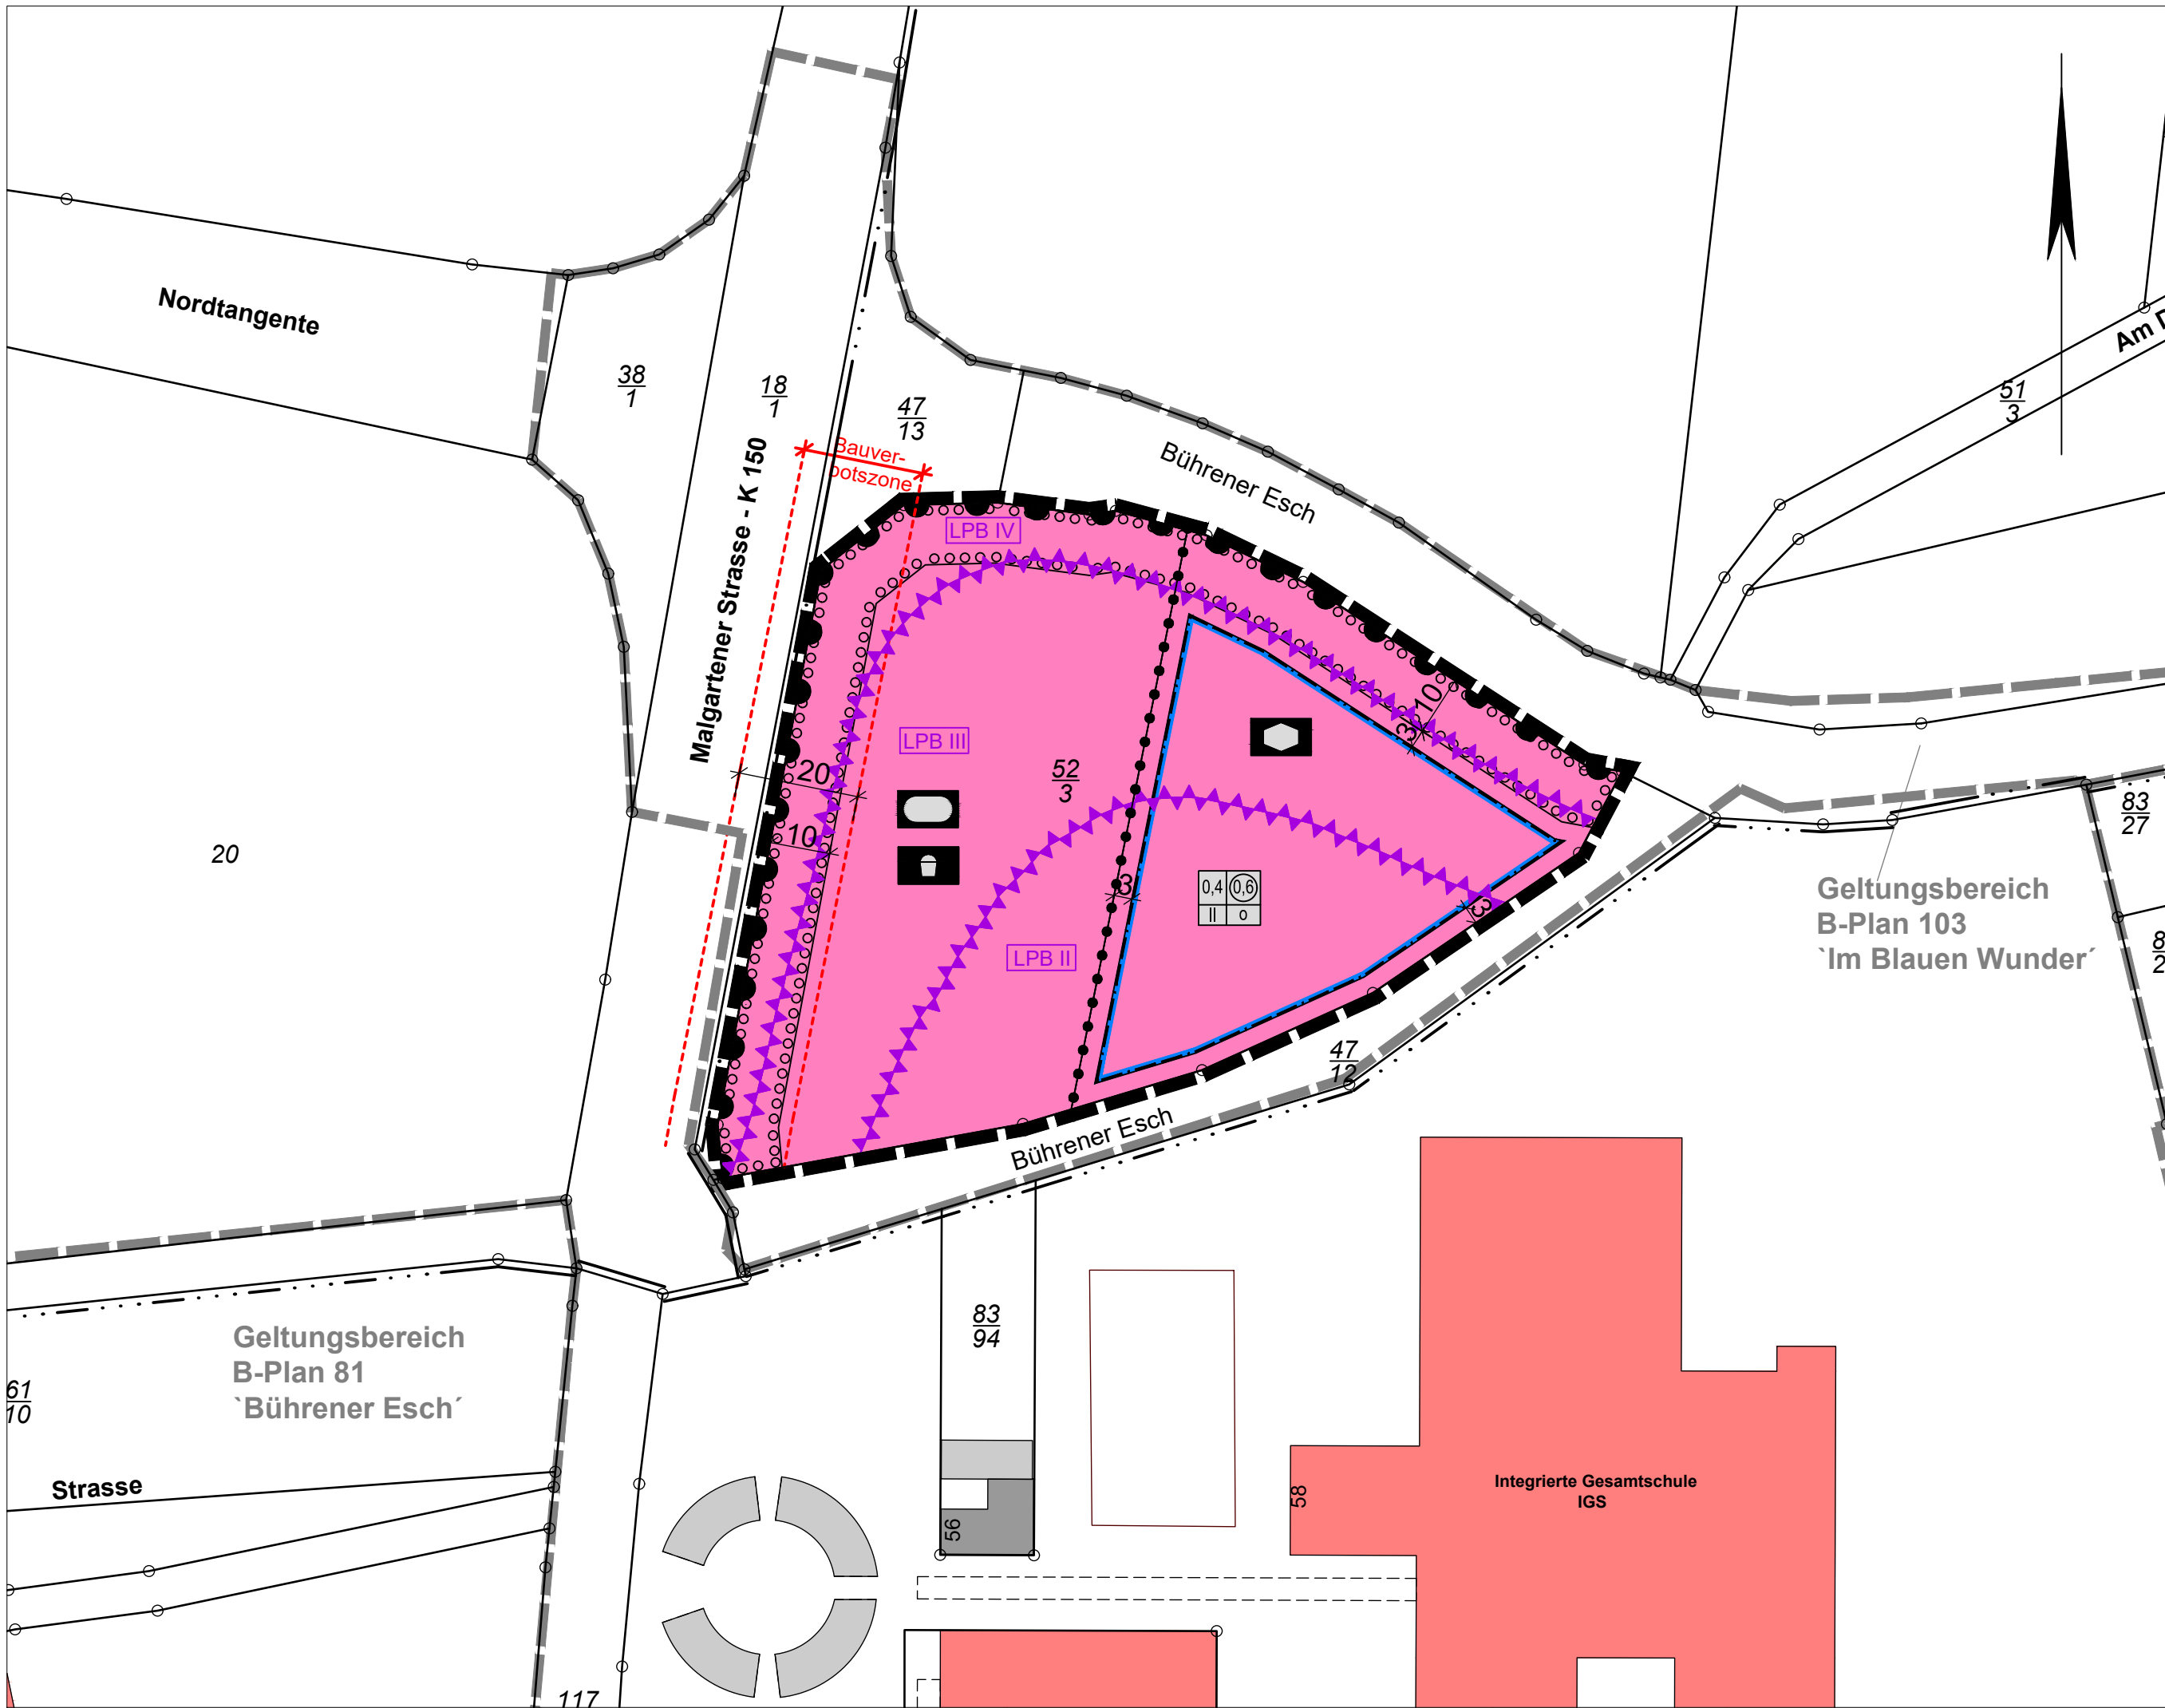 Nordtangente
38
1
18
1
47
13
51
3
Bauver-
botszone
Malgartener Strasse - K 150
Bührener Esch
LPB IV
LPB III
52
3
20
10
10
3
3
3
0,4 0,6
II o
LPB II
20
83
27
Geltungsbereich
B-Plan 103
`Im Blauen Wunder´
47
12
Bührener Esch
83
94
Geltungsbereich
B-Plan 81
`Bührener Esch´
61
10
Strasse
56
58
Integrierte Gesamtschule
IGS
117